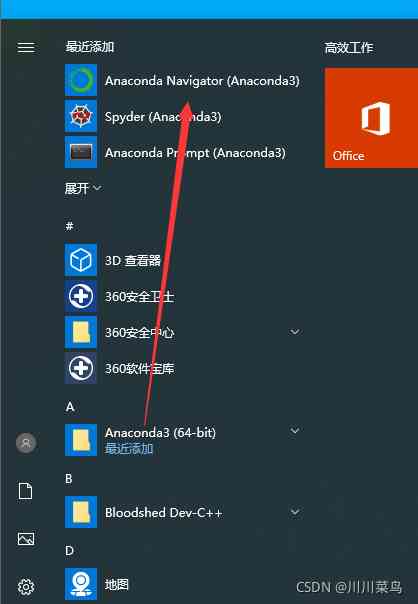 最近添加
高效工作
Anaconda Navigator (Anaconda3)
Spyder (Anaconda3)
Anaconda Prompt (Anaconda3)
Office
展开
#
3D 查看器
360安全卫士
360安全中心
360软件宝库
A
Anaconda3 (64-bit)
最近添加
B
Bloodshed Dev-C++
D
地图
CSDN @川川菜鸟